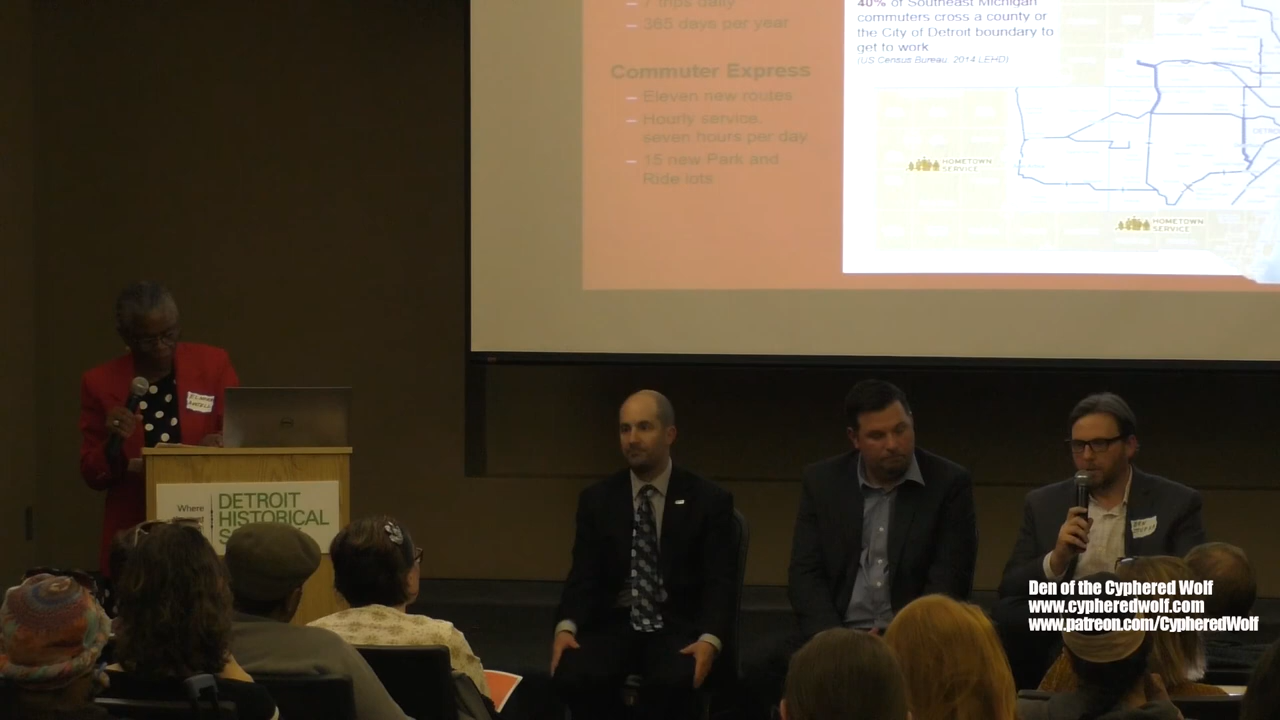 7 trips daily
365 days per year
Commuter Express
Eleven new routes
Hourly service,
seven hours per day
15 new Park and
Ride lots
40% of Southeast Michigan
commuters cross a county or
the City of Detroit boundary to
get to work
(US Census Bureau, 2014 LEHD)
HOMETOWN
SERVICE
HOMETOWN
SERVICE
Where
DETROIT
HISTORICAL
Den of the Cyphered Wolf
www.cypheredwolf.com
www.patreon.com/CypheredWolf